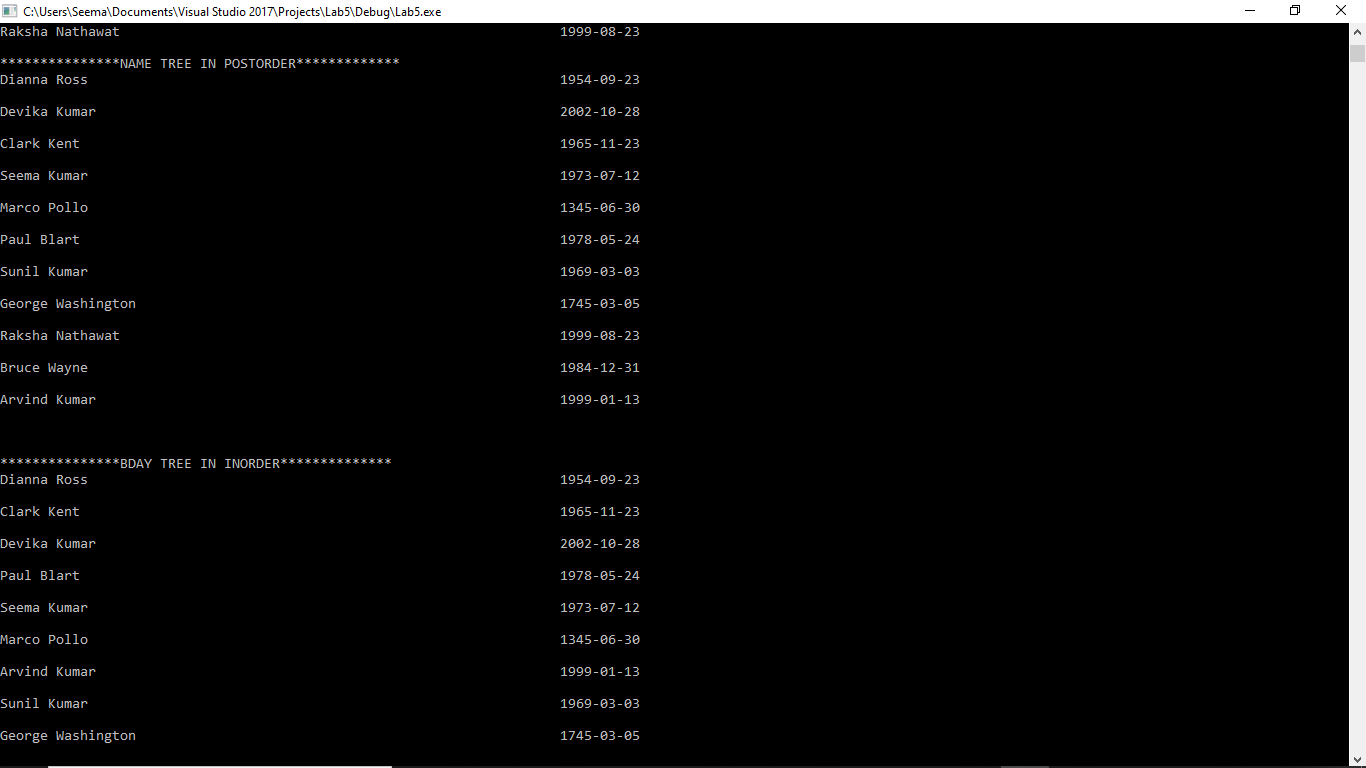 C:\Users\Seema\Documents\Visual Studio 2017\Projects\Lab5\Debug\Lab5.exe
Raksha Nathawat 1999-08-23
***************NAME TREE IN POSTORDER*************
Dianna Ross 1954-09-23
Devika Kumar 2002-10-28
Clark Kent 1965-11-23
Seema Kumar 1973-07-12
Marco Pollo 1345-06-30
Paul Blart 1978-05-24
Sunil Kumar 1969-03-03
George Washington 1745-03-05
Raksha Nathawat 1999-08-23
Bruce Wayne 1984-12-31
Arvind Kumar 1999-01-13
***************BDAY TREE IN INORDER**************
Dianna Ross 1954-09-23
Clark Kent 1965-11-23
Devika Kumar 2002-10-28
Paul Blart 1978-05-24
Seema Kumar 1973-07-12
Marco Pollo 1345-06-30
Arvind Kumar 1999-01-13
Sunil Kumar 1969-03-03
George Washington 1745-03-05